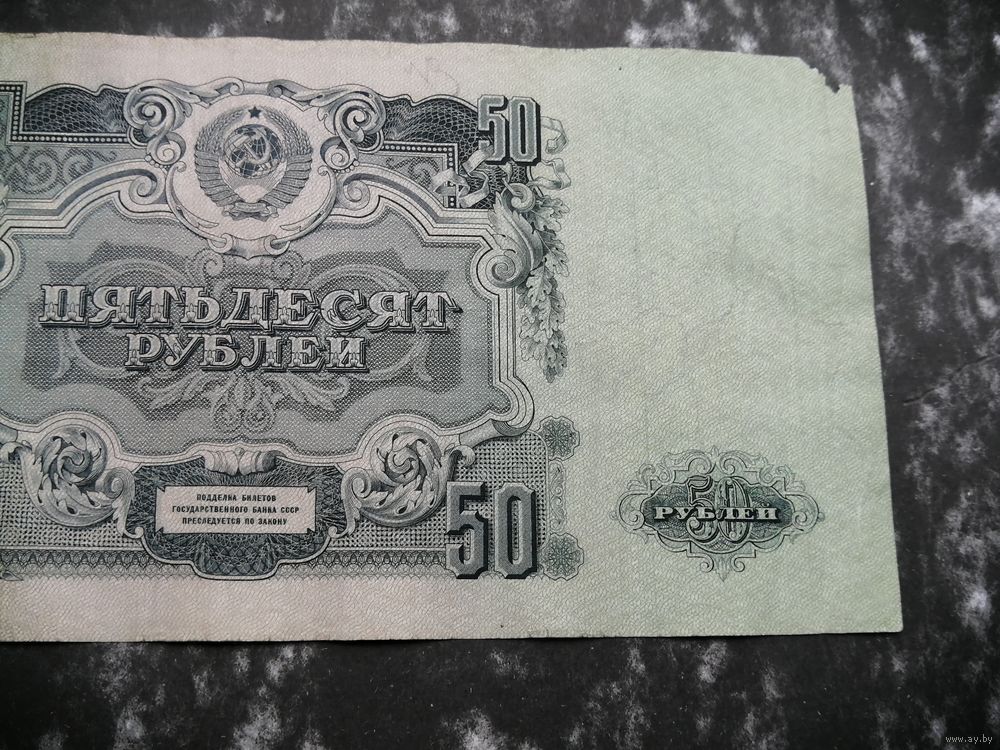 50
ПЯТЬДЕСЯТ
РУБЛЕЙ
ПОДДЕЛКА БИЛЕТОВ
ГОСУДАРСТВЕННОГО БАНКА СССР
ПРЕСЛЕДУЕТСЯ ПО ЗАКОНУ
50
50
РУБЛЕЙ
www.ay.by